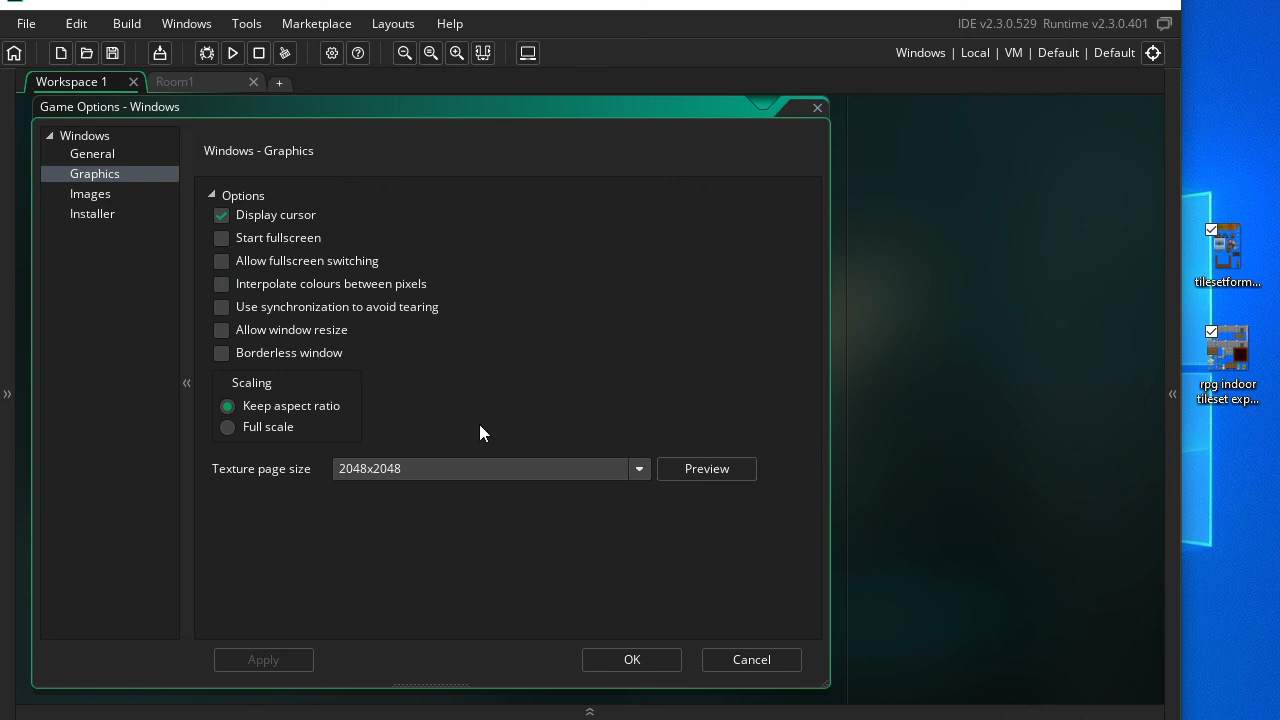 File Edit Build Windows Tools Marketplace Layouts Help IDE v2.3.0.529 Runtime v2.3.0.401
Windows | Local | VM | Default | Default
Workspace 1 Room1
Game Options - Windows
Windows
General
Graphics
Images
Installer
Windows - Graphics
Options
Display cursor
Start fullscreen
Allow fullscreen switching
Interpolate colours between pixels
Use synchronization to avoid tearing
Allow window resize
Borderless window
Scaling
Keep aspect ratio
Full scale
Texture page size 2048x2048 Preview
Apply OK Cancel
tilesetform...
rpg indoor
tileset exp...